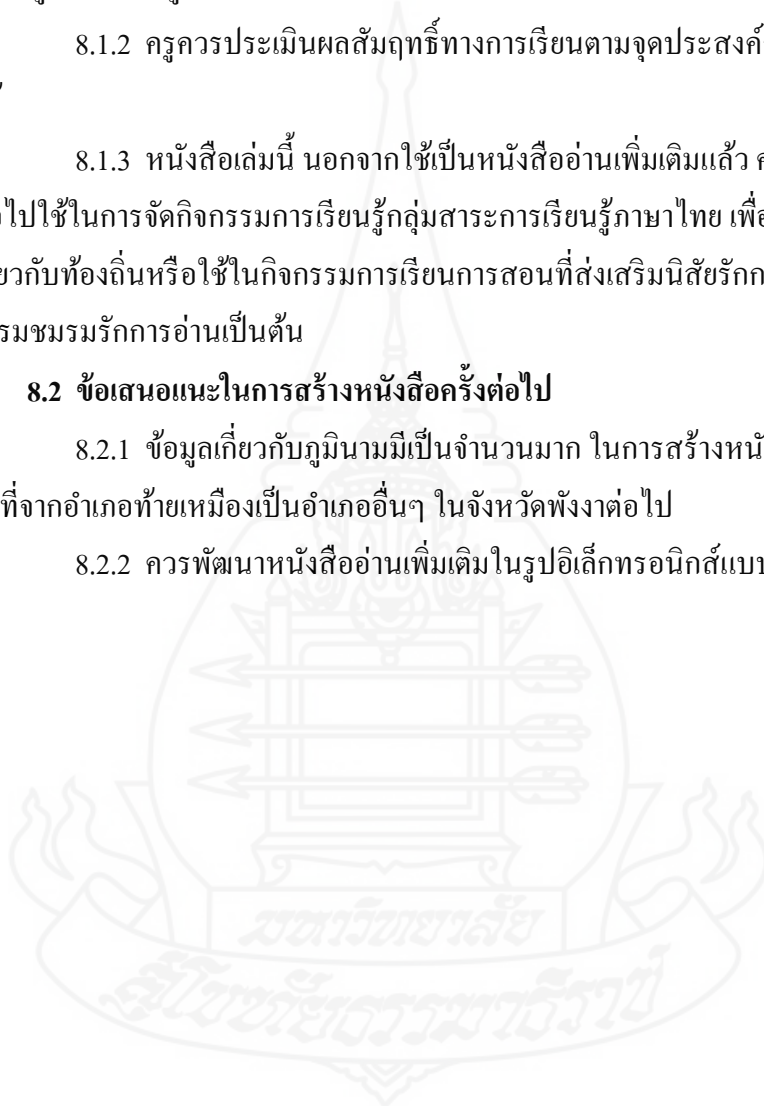 8.1.2 ครูควรประเมินผลสัมฤทธิ์ทางการเรียนตามจุดประสงค์
8.1.3 หนังสือเล่มนี้ นอกจากใช้เป็นหนังสืออ่านเพิ่มเติมแล้ว
ไปใช้ในการจัดกิจกรรมการเรียนรู้กลุ่มสาระการเรียนรู้ภาษาไทย
กับท้องถิ่นหรือใช้ในกิจกรรมการเรียนการสอนที่ส่งเสริมนิสัยรัก
ชมรมรักการอ่านเป็นต้น
8.2 ข้อเสนอแนะในการสร้างหนังสือครั้งต่อไป
8.2.1 ข้อมูลเกี่ยวกับภูมินามมีเป็นจำนวนมาก ในการสร้าง
ที่จากอำเภอท้ายเหมืองเป็นอำเภออื่นๆ ในจังหวัดพังงาต่อไป
8.2.2 ควรพัฒนาหนังสืออ่านเพิ่มเติมในรูปอิเล็กทรอนิกส์
มหาวิทยาลัย
สุโขทัยธรรมาธิราช